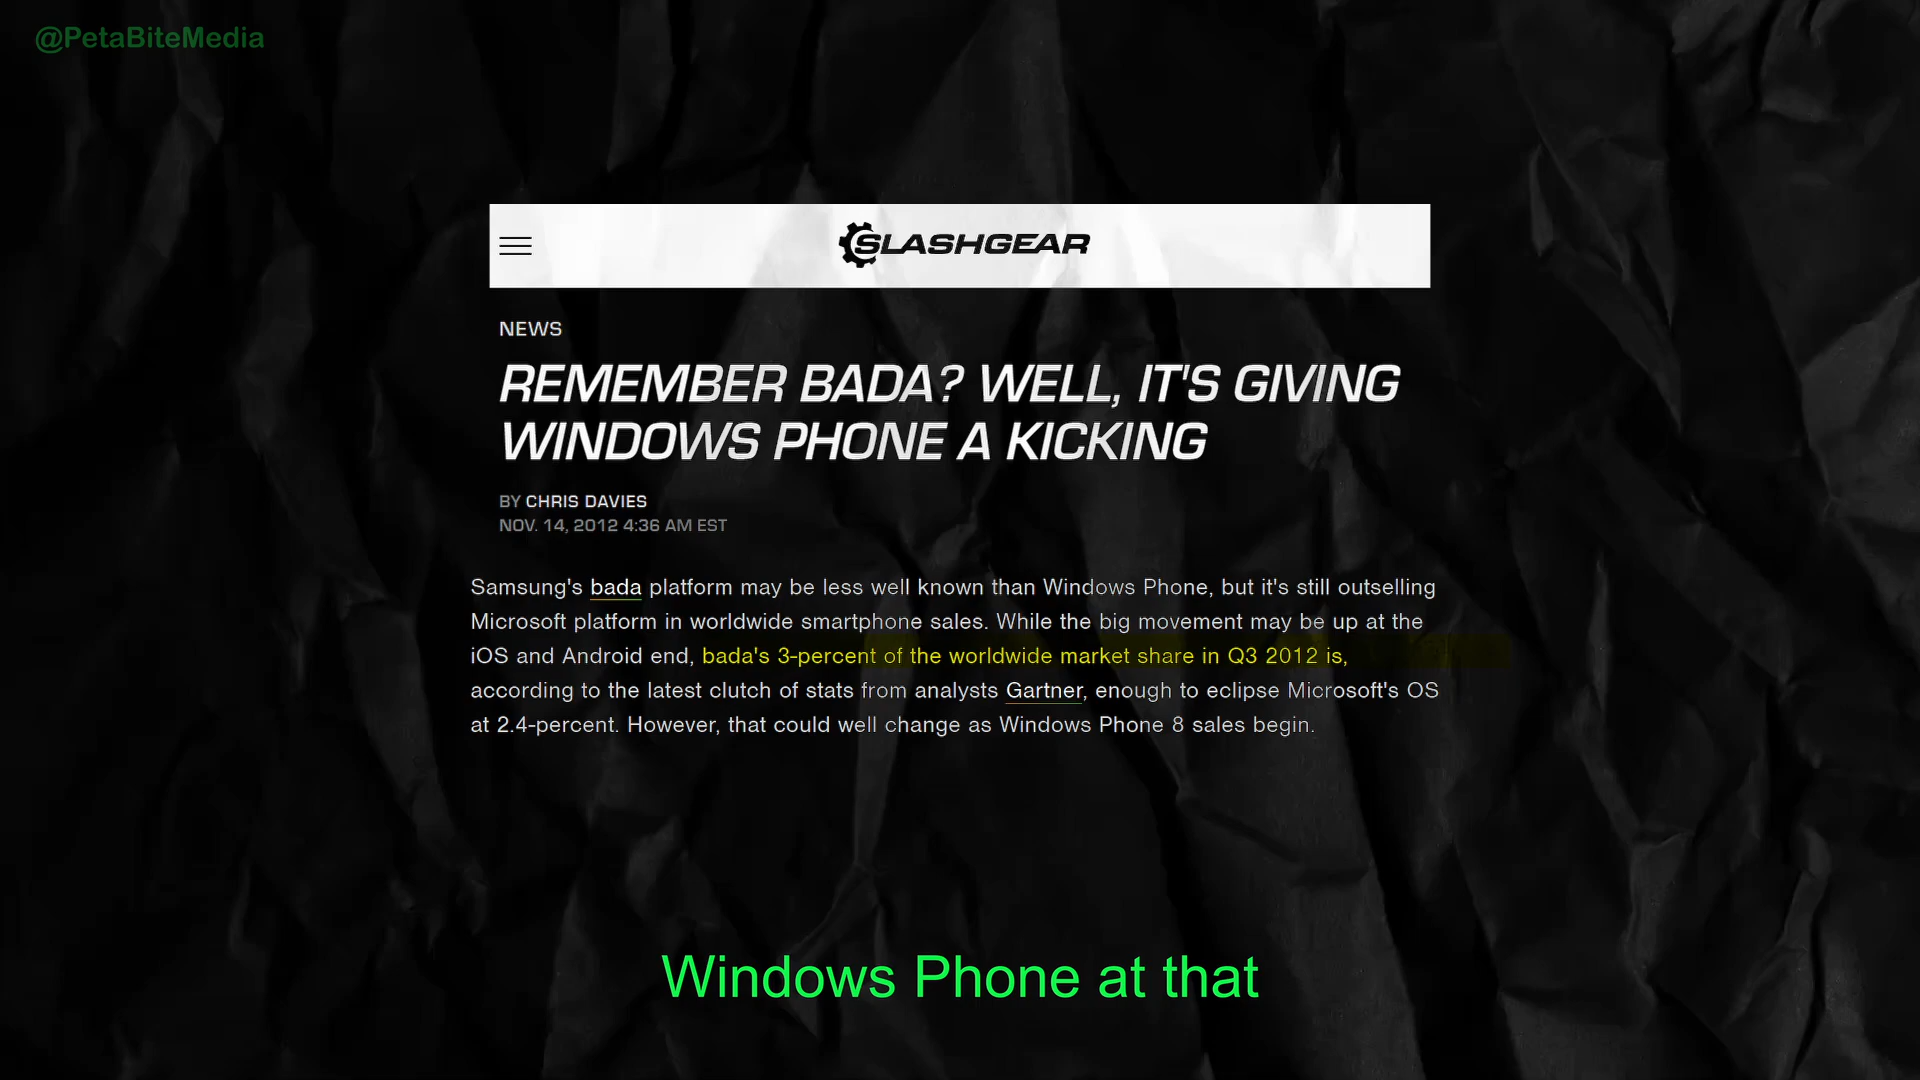 @PetaBiteMedia
SLASHGEAR
NEWS
REMEMBER BADA? WELL, IT'S GIVING
WINDOWS PHONE A KICKING
BY CHRIS DAVIES
NOV. 14, 2012 4:36 AM EST
Samsung's bada platform may be less well known than Windows Phone, but it's still outselling
Microsoft platform in worldwide smartphone sales. While the big movement may be up at the
iOS and Android end, bada's 3-percent of the worldwide market share in Q3 2012 is,
according to the latest clutch of stats from analysts Gartner, enough to eclipse Microsoft's OS
at 2.4-percent. However, that could well change as Windows Phone 8 sales begin.
Windows Phone at that